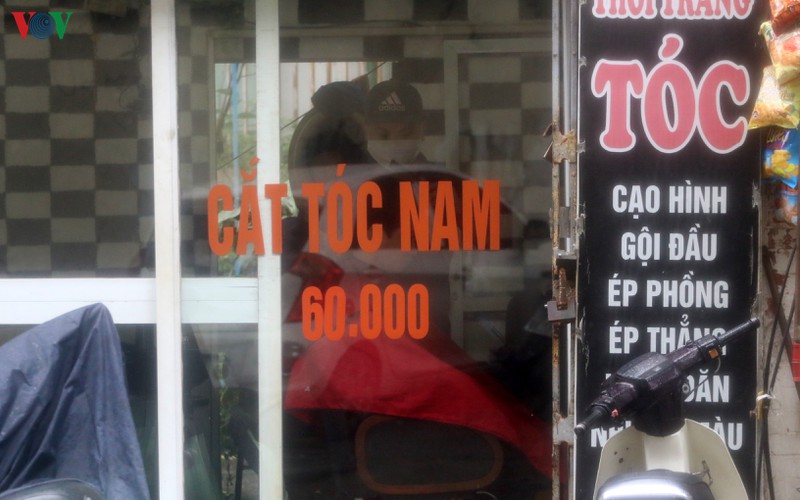 VOV
CẮT TÓC NAM
60.000
THỜI TRANG
TÓC
CẠO HÌNH
GỘI ĐẦU
ÉP PHỒNG
ÉP THẲNG